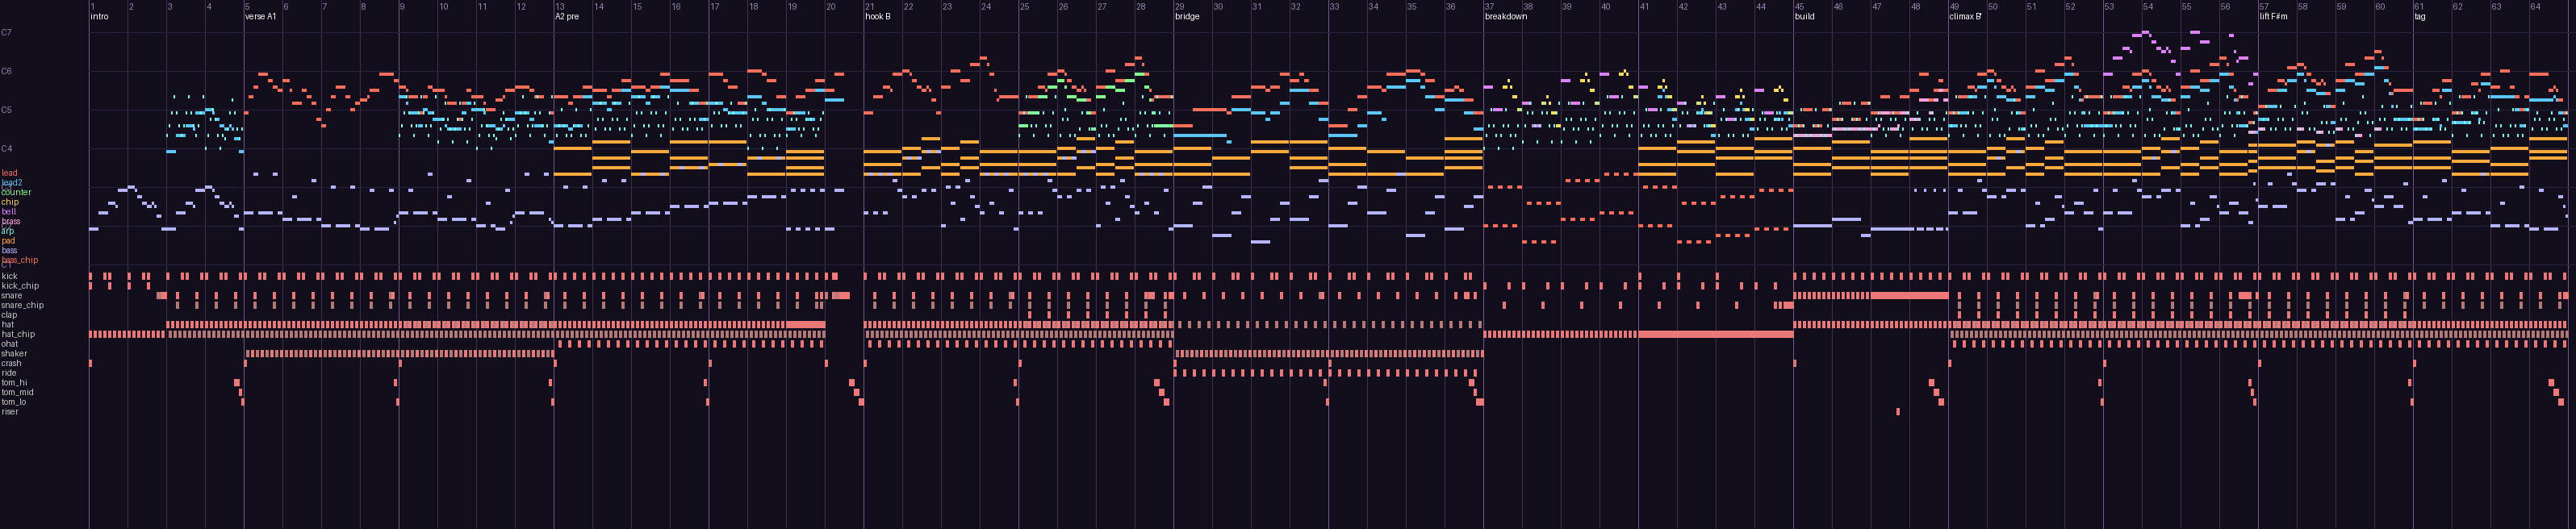 1 2 3 4 5 6 7 8 9 10 11 12 13 14 15 16 17 18 19 20 21 22 23 24 25 26 27 28 29 30 31 32 33 34 35 36 37 38 39 40 41 42 43 44 45 46 47 48 49 50 51 52 53 54 55 56 57 58 59 60 61 62 63 64
intro verse A1 A2 pre hook B bridge breakdown build climax B' lift F#m tag
C7
C6
C5
C4
lead
lead2
counter
chip
bell
brass
arp
pad
bass
bass_chip
C1
kick
kick_chip
snare
snare_chip
clap
hat
hat_chip
ohat
shaker
crash
ride
tom_hi
tom_mid
tom_lo
riser